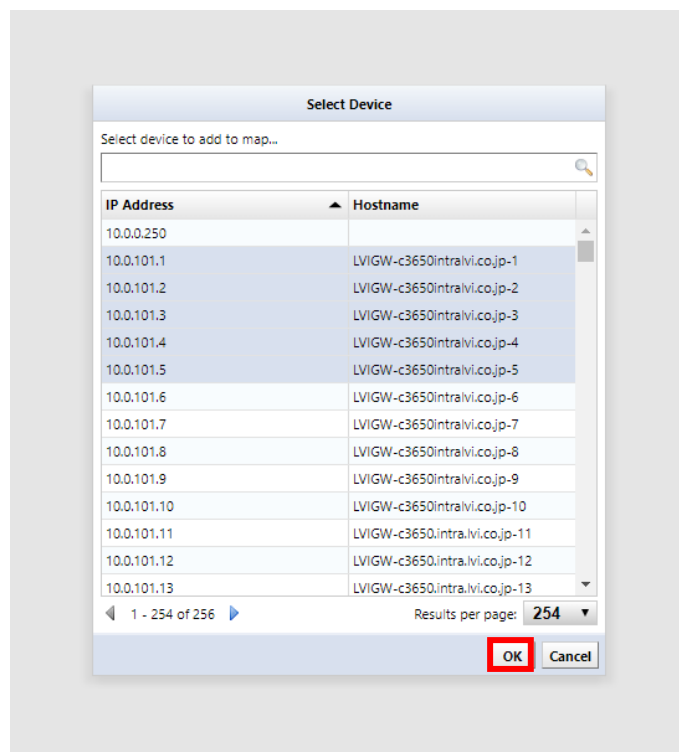 Select Device
Select device to add to map...
IP Address Hostname
10.0.0.250
10.0.101.1 LVIGW-c3650intralvi.co.jp-1
10.0.101.2 LVIGW-c3650intralvi.co.jp-2
10.0.101.3 LVIGW-c3650intralvi.co.jp-3
10.0.101.4 LVIGW-c3650intralvi.co.jp-4
10.0.101.5 LVIGW-c3650intralvi.co.jp-5
10.0.101.6 LVIGW-c3650intralvi.co.jp-6
10.0.101.7 LVIGW-c3650intralvi.co.jp-7
10.0.101.8 LVIGW-c3650intralvi.co.jp-8
10.0.101.9 LVIGW-c3650intralvi.co.jp-9
10.0.101.10 LVIGW-c3650intralvi.co.jp-10
10.0.101.11 LVIGW-c3650.intra.lvi.co.jp-11
10.0.101.12 LVIGW-c3650.intra.lvi.co.jp-12
10.0.101.13 LVIGW-c3650.intra.lvi.co.jp-13
1 - 254 of 256 Results per page: 254
OK Cancel